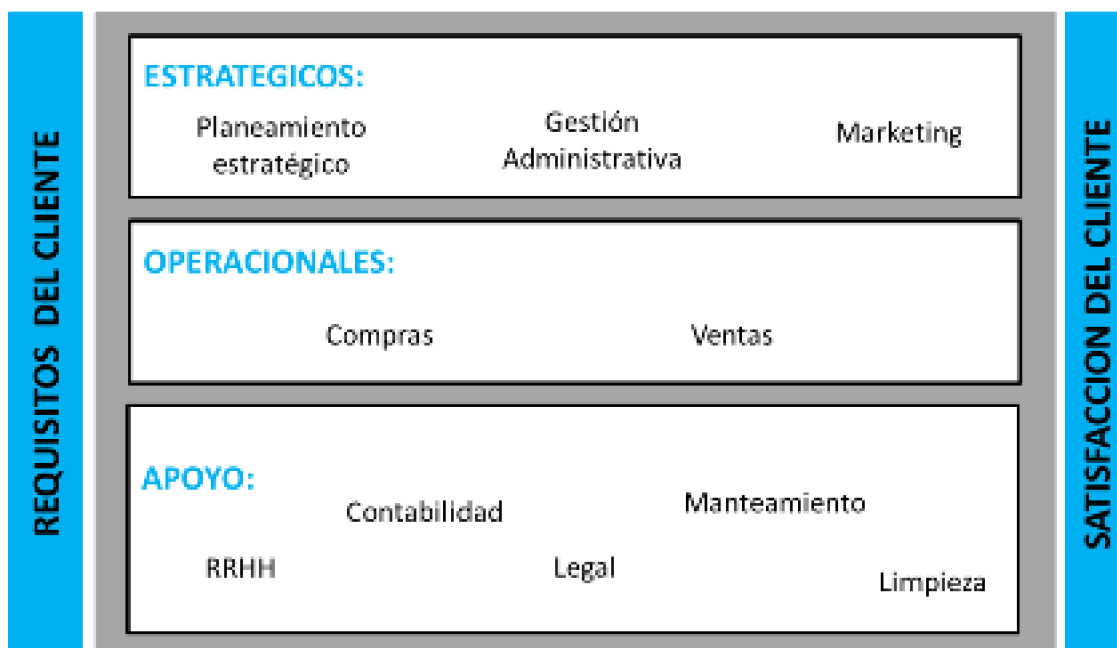 REQUISITOS DEL CLIENTE
ESTRATEGICOS:
Planeamiento
estratégico
Gestión
Administrativa
Marketing
OPERACIONALES:
Compras
Ventas
APOYO:
Contabilidad
Manteamiento
RRHH
Legal
Limpieza
SATISFACCION DEL CLIENTE